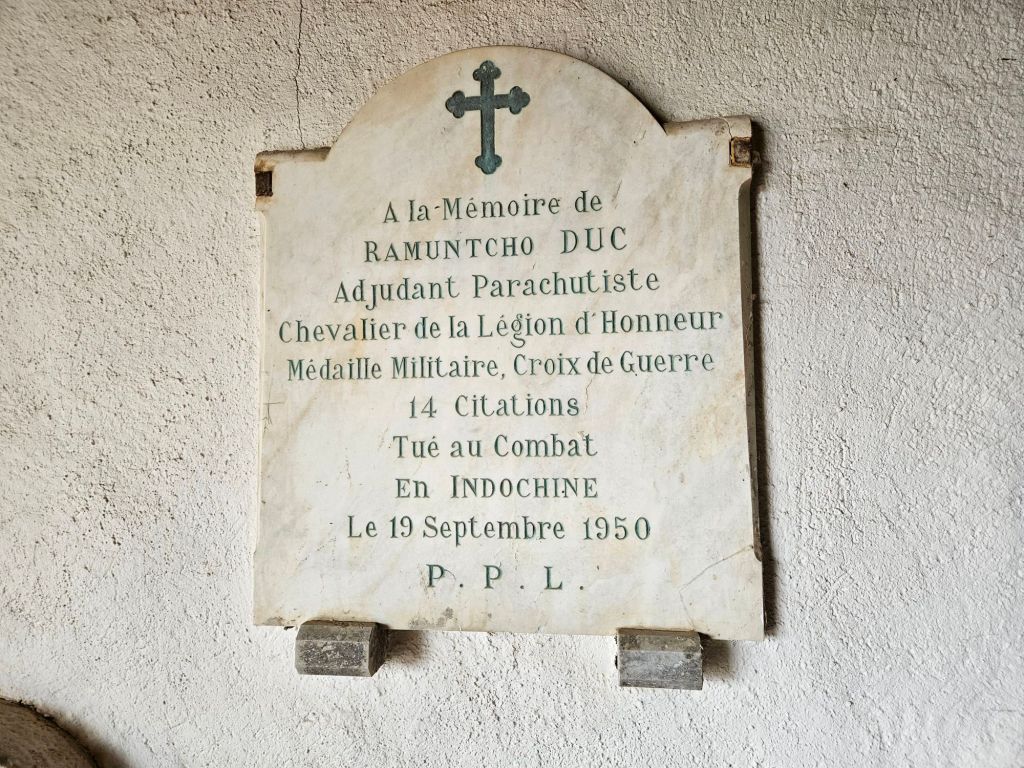 A la Mémoire de
RAMUNTCHO DUC
Adjudant Parachutiste
Chevalier de la Légion d'Honneur
Médaille Militaire, Croix de Guerre
14 Citations
Tué au Combat
En INDOCHINE
Le 19 Septembre 1950
P. P. L.